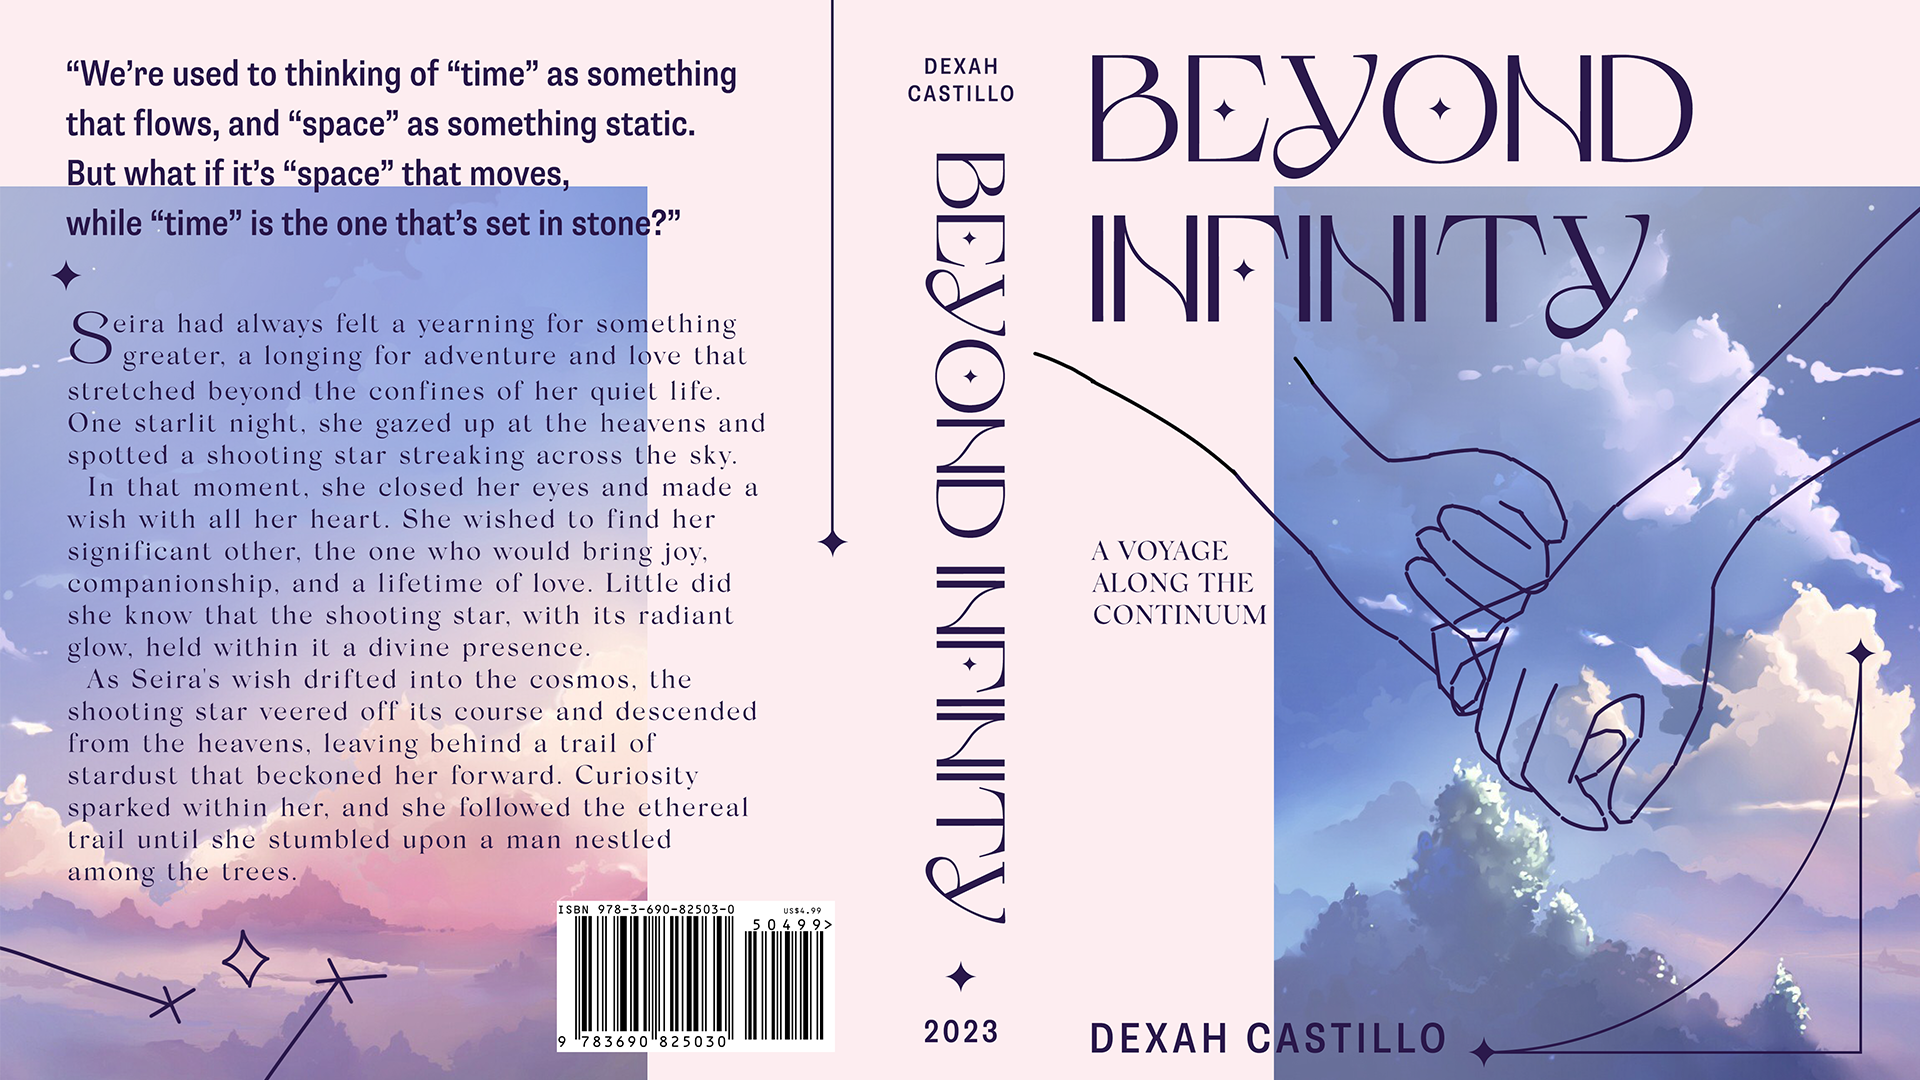 “We’re used to thinking of “time” as something
that flows, and “space” as something static.
But what if it’s “space” that moves,
while “time” is the one that’s set in stone?”
Seira had always felt a yearning for something
greater, a longing for adventure and love that
stretched beyond the confines of her quiet life.
One starlit night, she gazed up at the heavens and
spotted a shooting star streaking across the sky.
In that moment, she closed her eyes and made a
wish with all her heart. She wished to find her
significant other, the one who would bring joy,
companionship, and a lifetime of love. Little did
she know that the shooting star, with its radiant
glow, held within it a divine presence.
As Seira's wish drifted into the cosmos, the
shooting star veered off its course and descended
from the heavens, leaving behind a trail of
stardust that beckoned her forward. Curiosity
sparked within her, and she followed the ethereal
trail until she stumbled upon a man nestled
among the trees.
ISBN 978-3-690-82503-0
US$4.99
50499>
9 783690 825030
DEXAH
CASTILLO
BEYOND INFINITY
2023
BEYOND
INFINITY
A VOYAGE
ALONG THE
CONTINUUM
DEXAH CASTILLO